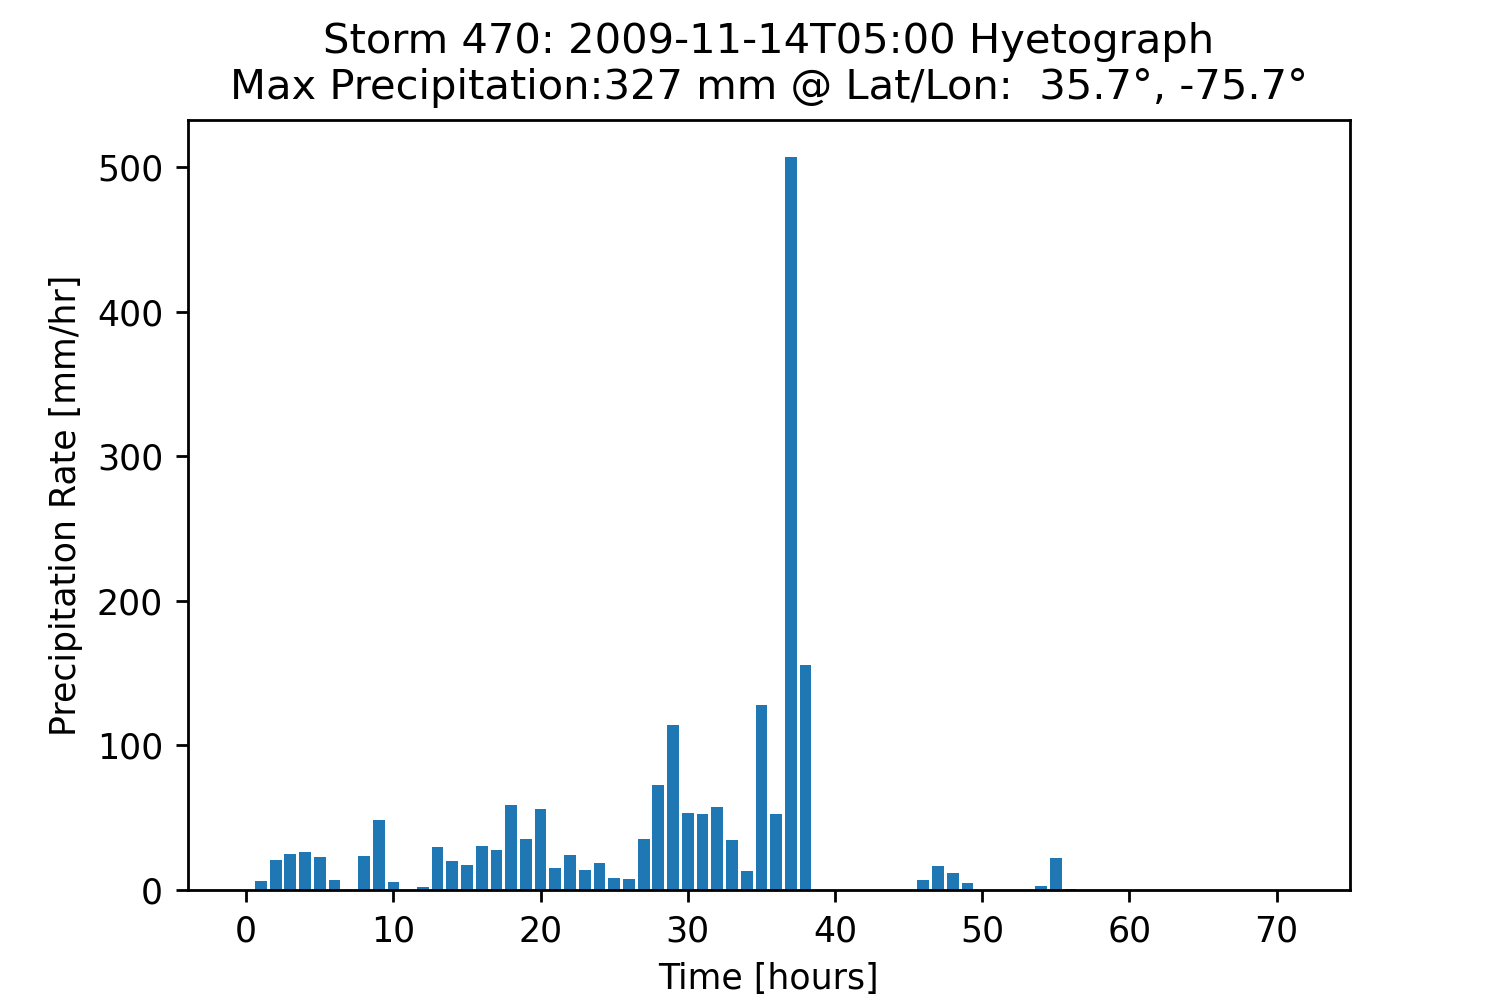 Storm 470: 2009-11-14T05:00 Hyetograph
Max Precipitation:327 mm @ Lat/Lon:  35.7°, -75.7°
500
400
300
200
100
0
Precipitation Rate [mm/hr]
0 10 20 30 40 50 60 70
Time [hours]